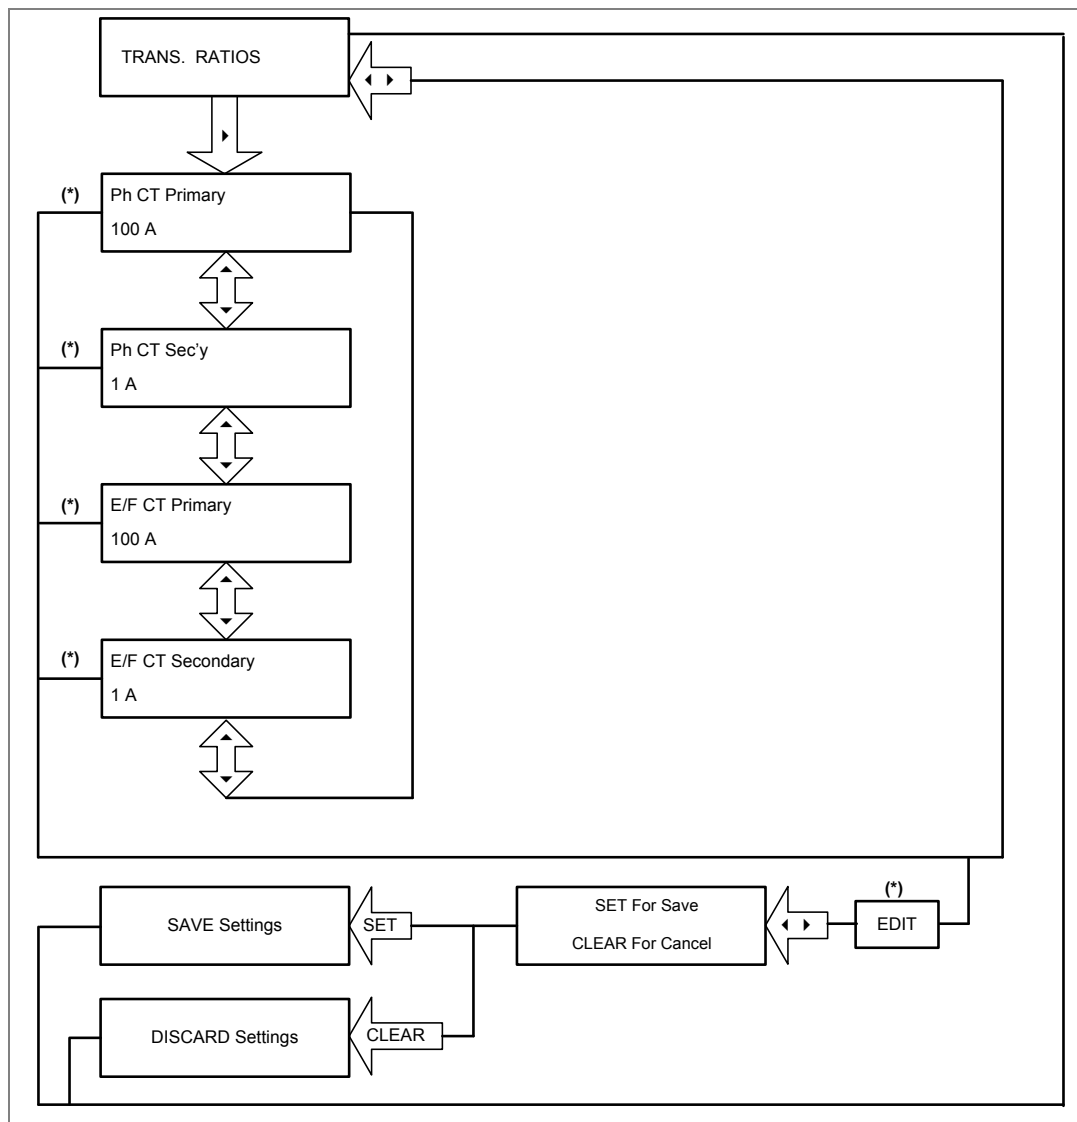 TRANS. RATIOS
(*)
Ph CT Primary
100 A
(*)
Ph CT Sec'y
1 A
(*)
E/F CT Primary
100 A
(*)
E/F CT Secondary
1 A
SAVE Settings
SET
SET For Save
CLEAR For Cancel
(*)
EDIT
DISCARD Settings
CLEAR